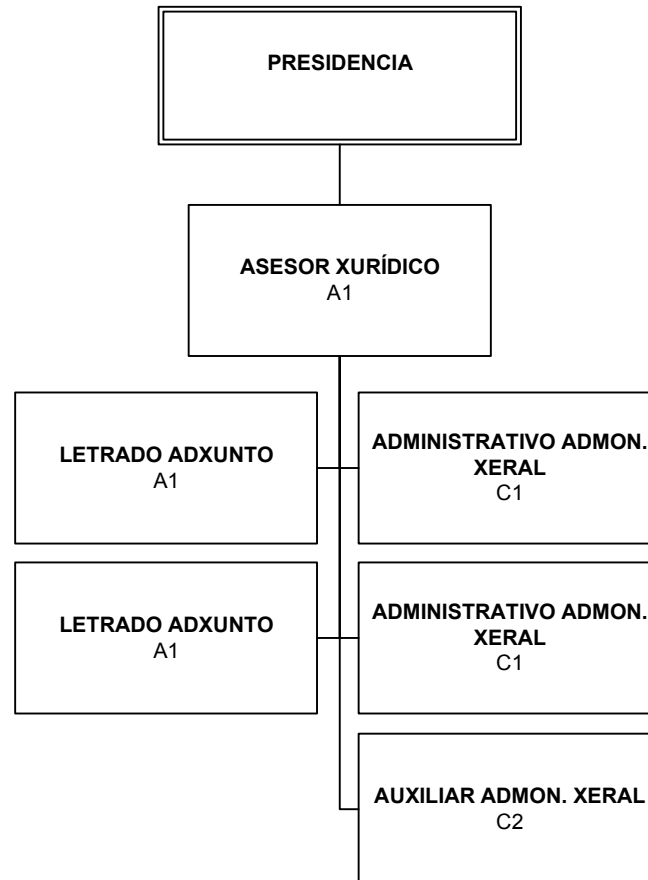 PRESIDENCIA
ASESOR XURÍDICO
A1
LETRADO ADXUNTO
A1
ADMINISTRATIVO ADMON.
XERAL
C1
LETRADO ADXUNTO
A1
ADMINISTRATIVO ADMON.
XERAL
C1
AUXILIAR ADMON. XERAL
C2